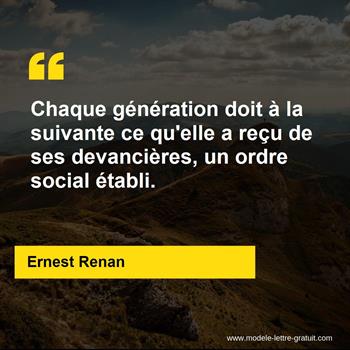 Chaque génération doit à la
suivante ce qu'elle a reçu de
ses devancières, un ordre
social établi.
Ernest Renan
www.modele-lettre-gratuit.com